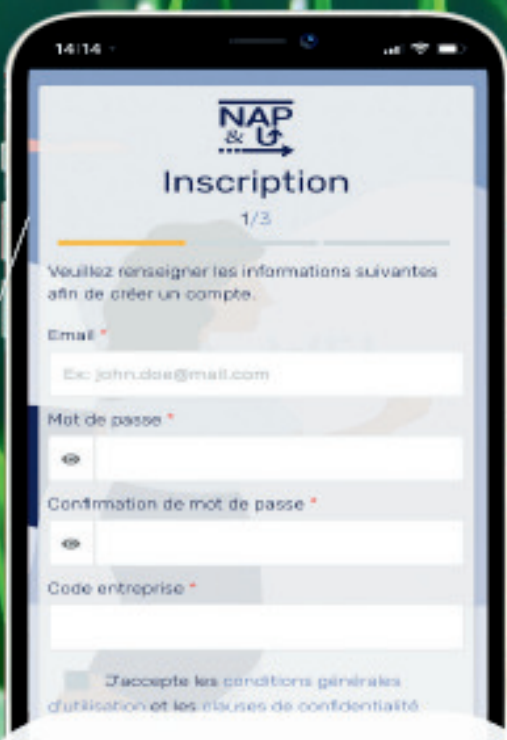 14:14
NAP
& UP
Inscription
1/3
Veuillez renseigner les informations suivantes
afin de créer un compte.
Email *
Ex: john.doe@mail.com
Mot de passe *
Confirmation de mot de passe *
Code entreprise *
J'accepte les conditions générales
d'utilisation et les clauses de confidentialité